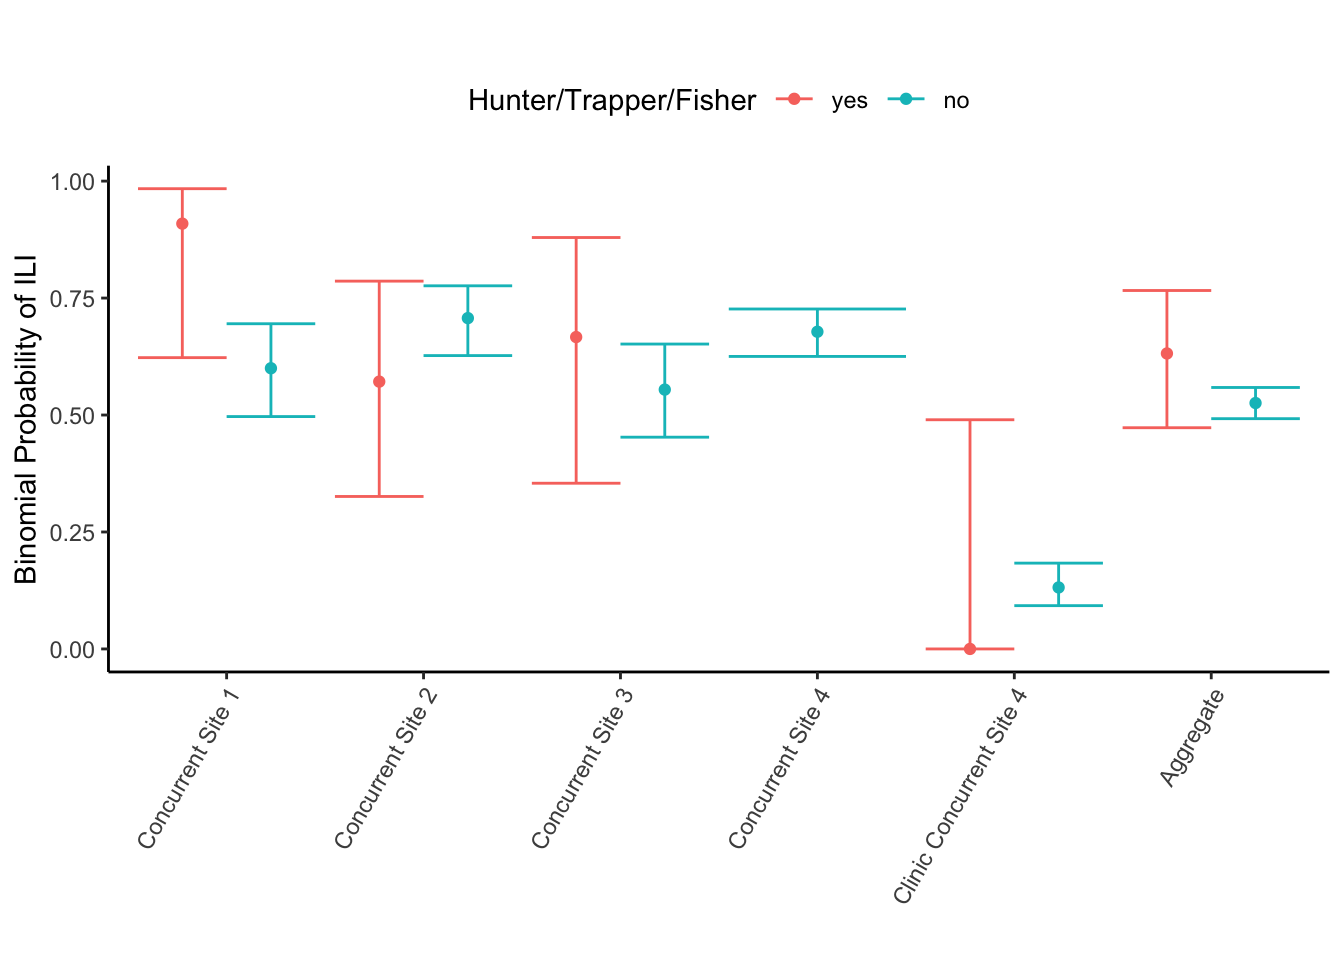 Hunter/Trapper/Fisher yes no
Binomial Probability of ILI
1.00
0.75
0.50
0.25
0.00
Concurrent Site 1
Concurrent Site 2
Concurrent Site 3
Concurrent Site 4
Clinic Concurrent Site 4
Aggregate